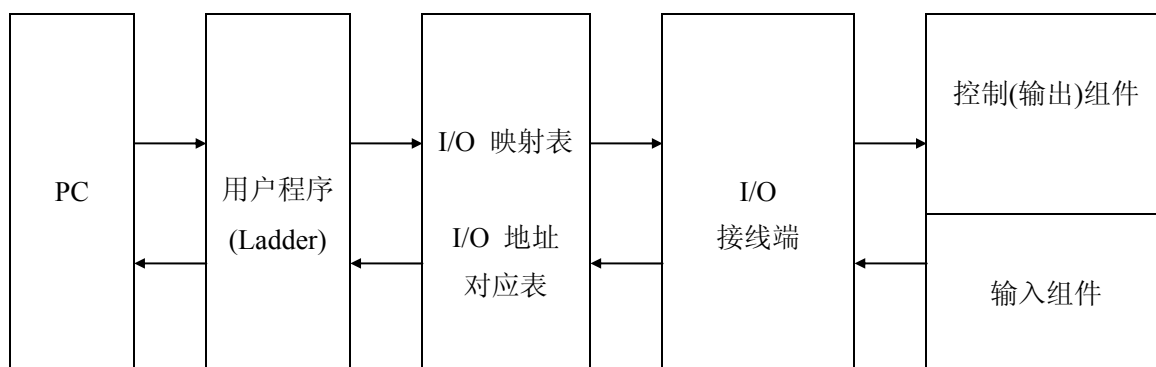 PC
用户程序
(Ladder)
I/O 映射表
I/O 地址
对应表
I/O
接线端
控制(输出)组件
输入组件